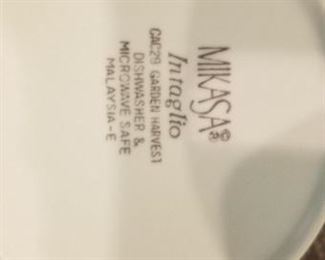 MIKASA © ®
Intaglio
CAC29 GARDEN HARVEST
DISHWASHER &
MICROWAVE SAFE
MALAYSIA-E